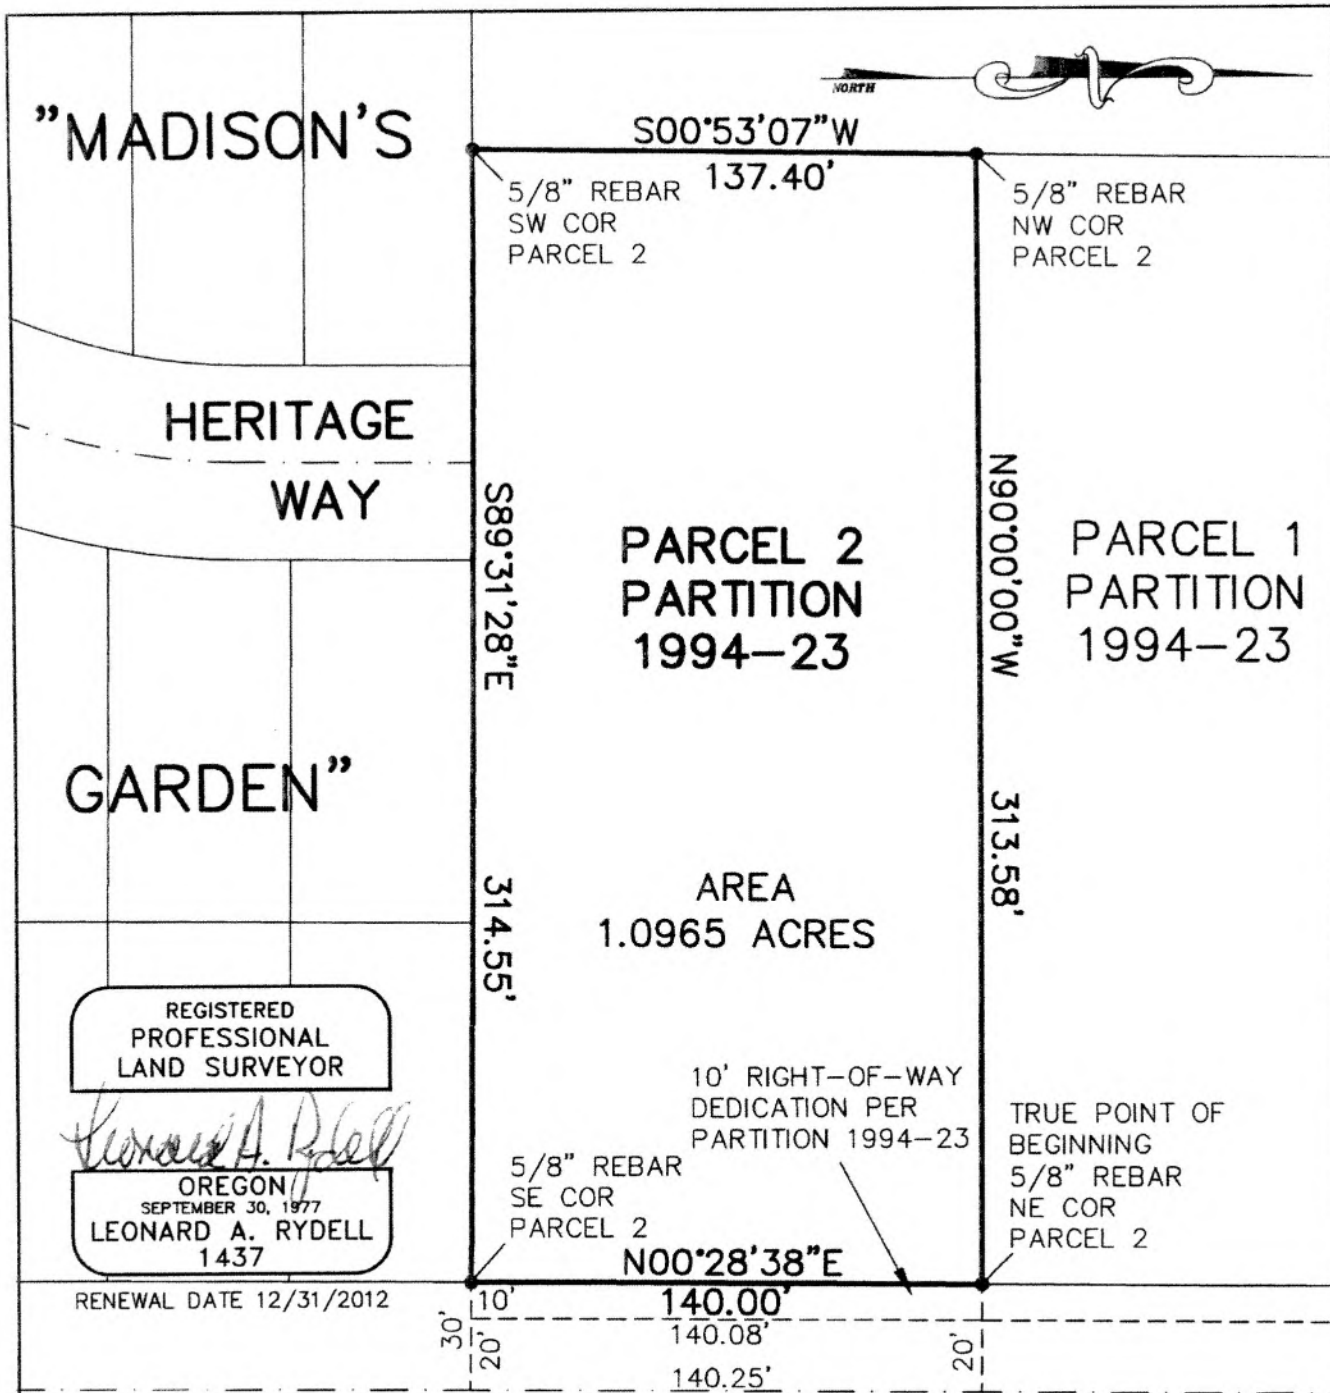 NORTH
"MADISON'S
S00°53'07"W
137.40'
5/8" REBAR
SW COR
PARCEL 2
5/8" REBAR
NW COR
PARCEL 2
HERITAGE
WAY
S89°31'28"E
314.55'
PARCEL 2
PARTITION
1994-23
N90°00'00"W
313.58'
PARCEL 1
PARTITION
1994-23
GARDEN"
AREA
1.0965 ACRES
REGISTERED
PROFESSIONAL
LAND SURVEYOR
Leonard A. Rydell
OREGON
SEPTEMBER 30, 1977
LEONARD A. RYDELL
1437
RENEWAL DATE 12/31/2012
10' RIGHT-OF-WAY
DEDICATION PER
PARTITION 1994-23
5/8" REBAR
SE COR
PARCEL 2
TRUE POINT OF
BEGINNING
5/8" REBAR
NE COR
PARCEL 2
N00°28'38"E
140.00'
10'
140.08'
30'
20'
20'
140.25'